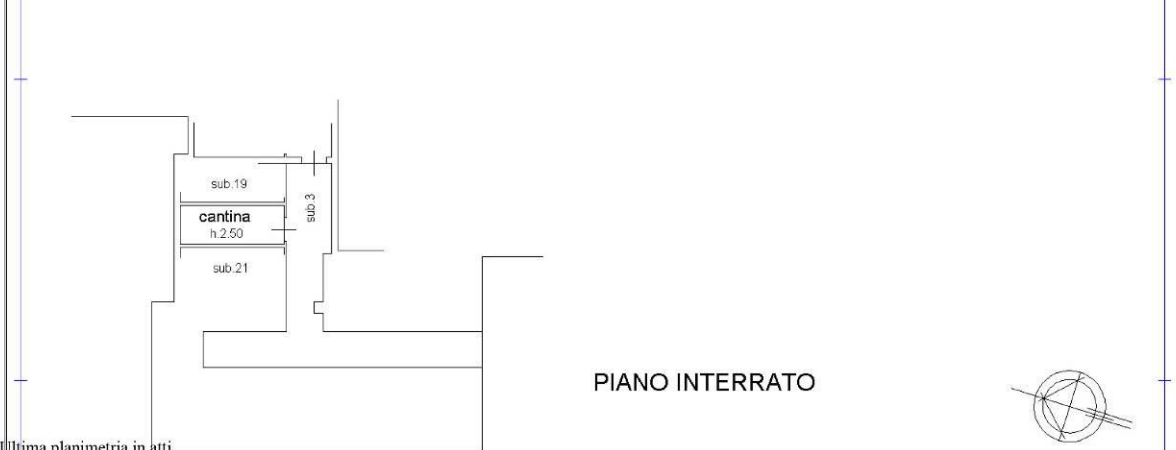 sub.19
sub.3
cantina
h.2.50
sub.21
PIANO INTERRATO
Ultima planimetria in atti